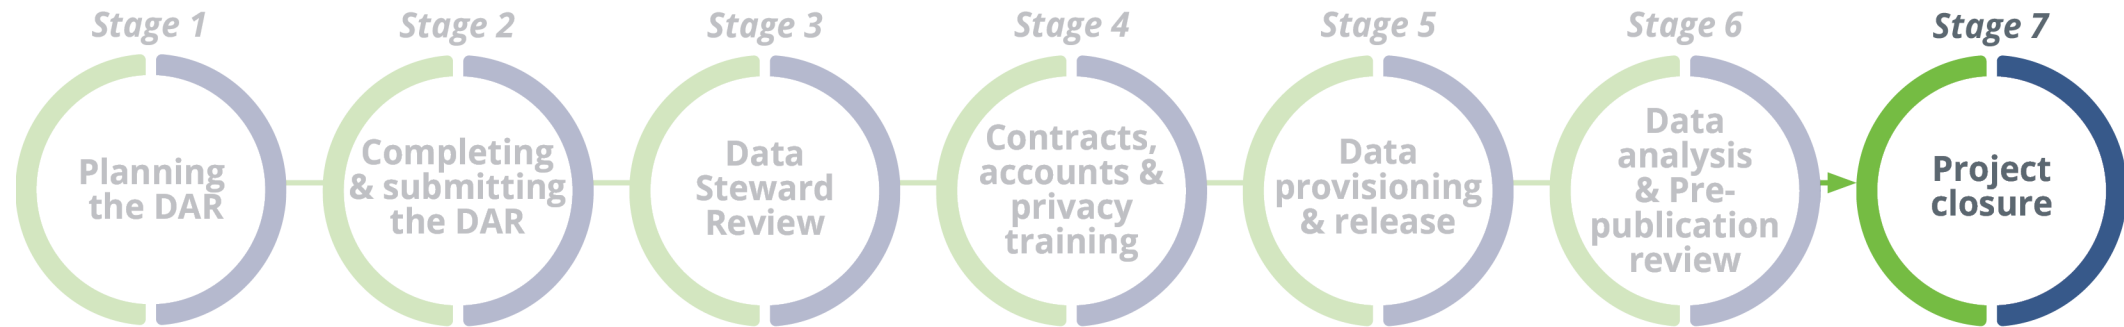 Stage 1
Planning
the DAR
Stage 2
Completing
& submitting
the DAR
Stage 3
Data
Steward
Review
Stage 4
Contracts,
accounts &
privacy
training
Stage 5
Data
provisioning
& release
Stage 6
Data
analysis
& Pre-
publication
review
Stage 7
Project
closure